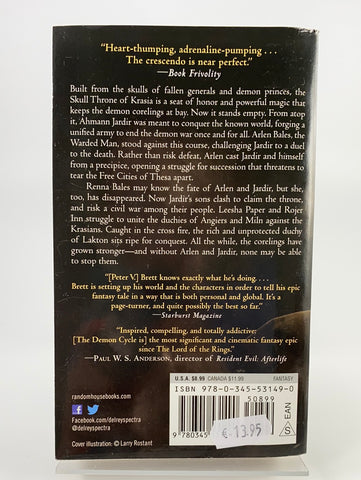 "Heart-thumping, adrenaline-pumping . . .
The crescendo is near perfect."
—Book Frivolity
Built from the skulls of fallen generals and demon princes, the
Skull Throne of Krasia is a seat of honor and powerful magic that
keeps the demon corelings at bay. Now it stands empty. From atop
it, Ahmann Jardir was meant to conquer the known world, forging a
unified army to end the demon war once and for all. Arlen Bales, the
Warded Man, stood against this course, challenging Jardir to a duel
to the death. Rather than risk defeat, Arlen cast Jardir and himself
from a precipice, opening a struggle for succession that threatens to
tear the Free Cities of Thesa apart.
Renna Bales may know the fate of Arlen and Jardir, but she,
too, has disappeared. Now Jardir's sons clash to claim the throne,
and risk a civil war among their people. Leesha Paper and Rojer
Inn struggle to unite the duchies of Angiers and Miln against the
Krasians. Caught in the cross fire, the rich and unprotected duchy
of Lakton sits ripe for conquest. All the while, the corelings have
grown stronger—and without Arlen and Jardir, none may be able to
stop them.
"[Peter V.] Brett knows exactly what he's doing. . . .
Brett is setting up his world and the characters in order to tell his epic
fantasy tale in a way that is both personal and global. It's a
page-turner, and quite possibly the best so far."
—Starburst Magazine
"Inspired, compelling, and totally addictive:
[The Demon Cycle] is the most significant and cinematic fantasy epic
since The Lord of the Rings."
—PAUL W. S. ANDERSON, director of Resident Evil: Afterlife
U.S.A. $8.99 CANADA $11.99 FANTASY
ISBN 978-0-345-53149-0
50899
9 780345
€ 13.95
S EAN
randomhousebooks.com
Facebook.com/delreyspectra
@delreyspectra
Cover illustration: © Larry Rostant